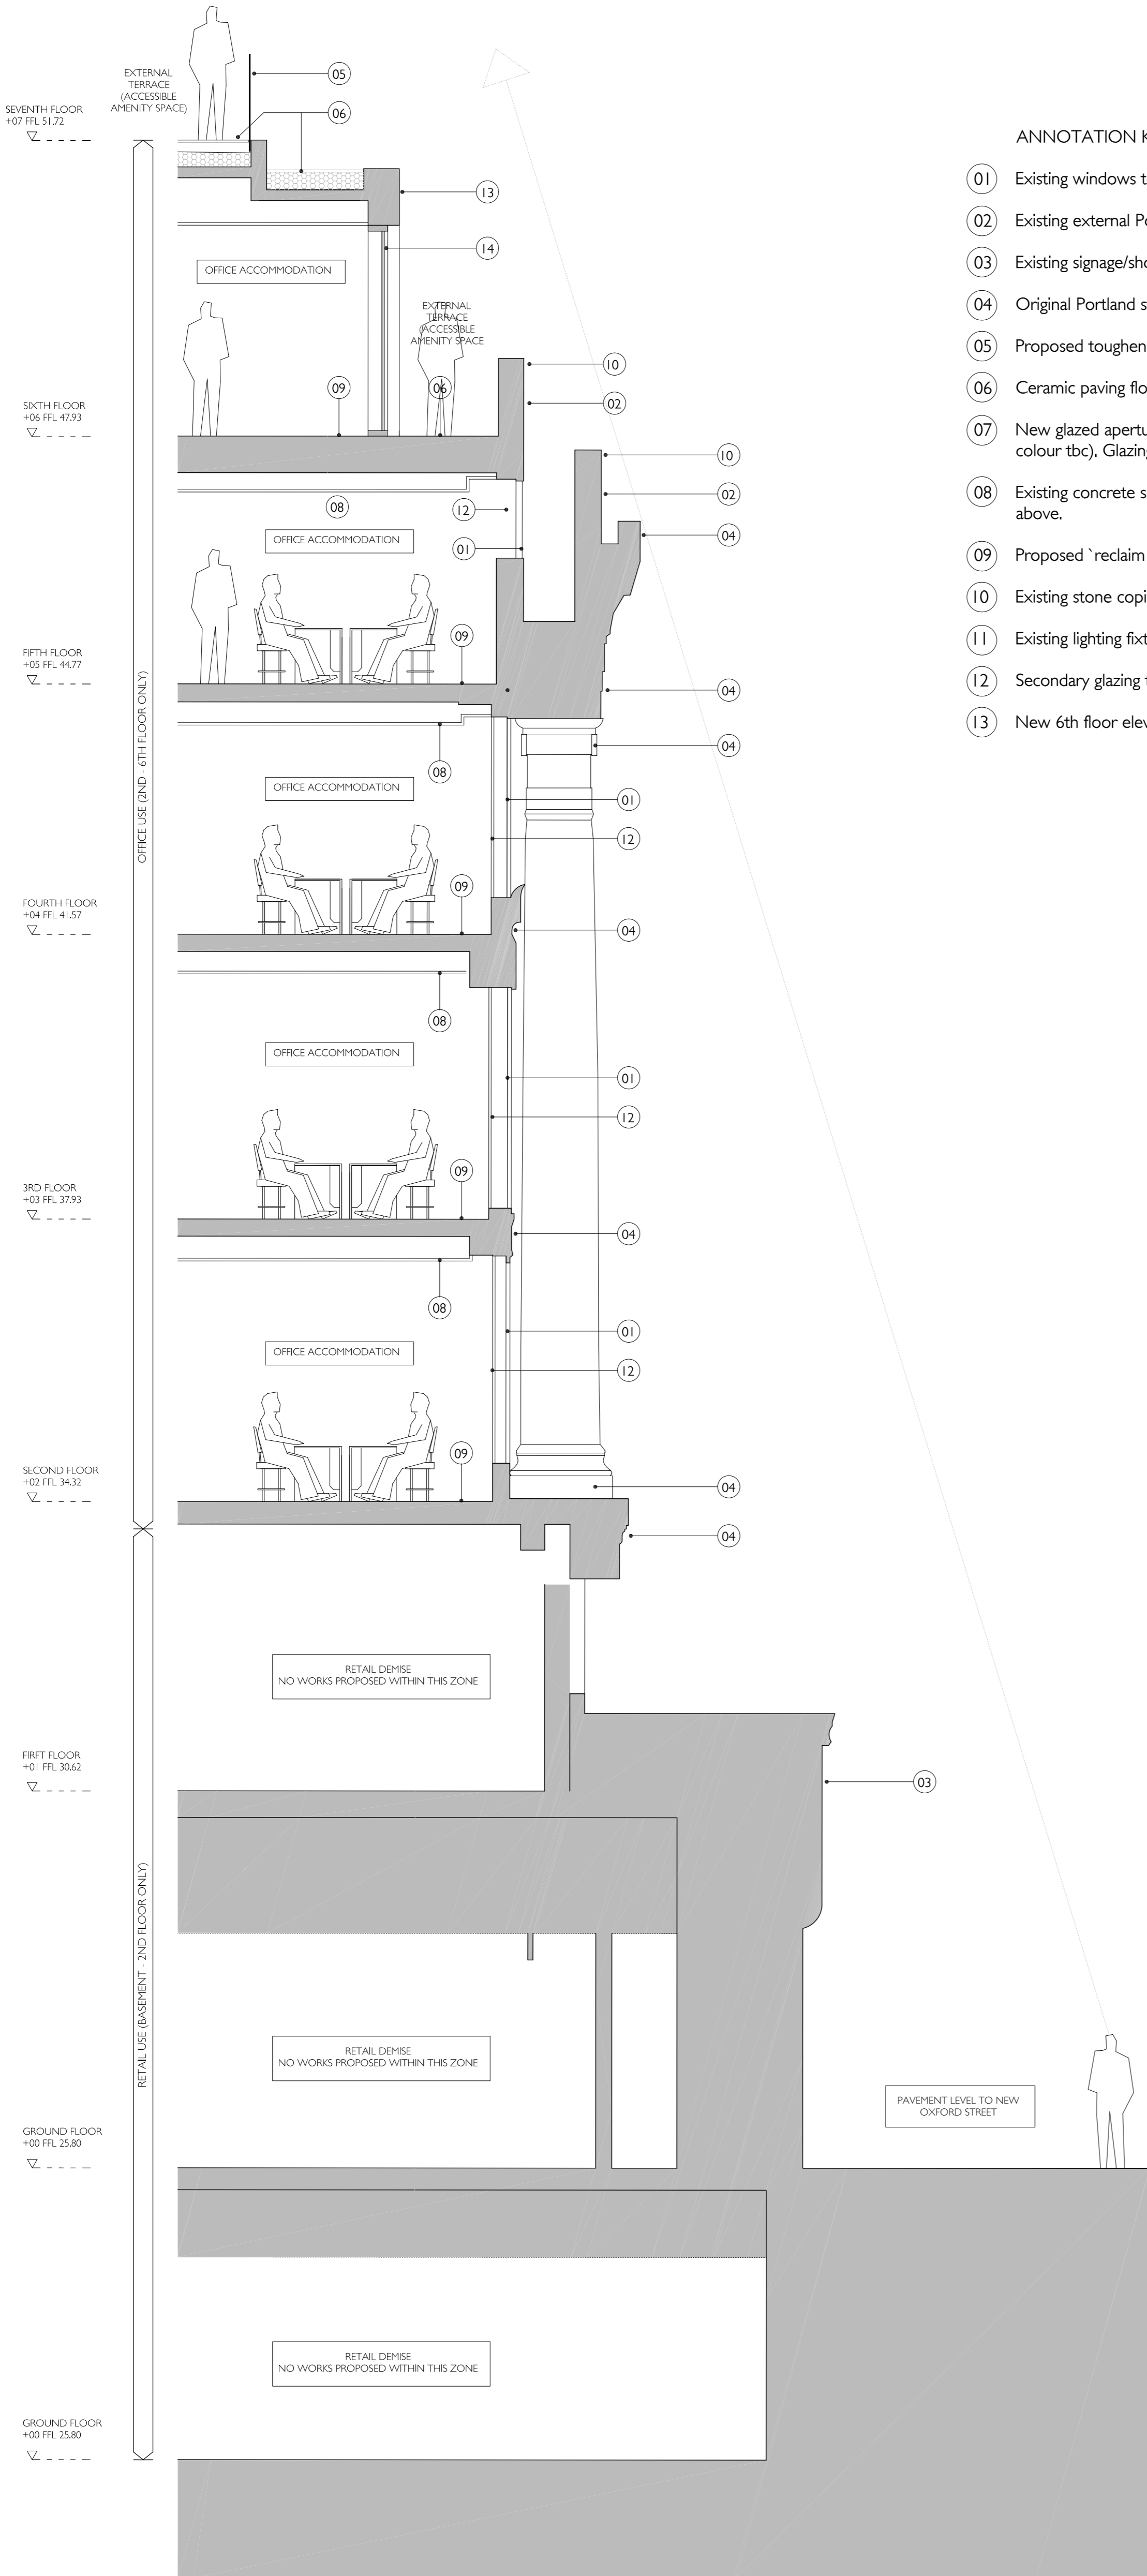 EXTERNAL
TERRACE
(ACCESSIBLE
AMENITY SPACE)
05
SEVENTH FLOOR
+07 FFL 51.72
06
13
14
OFFICE ACCOMMODATION
EXTERNAL
TERRACE
(ACCESSIBLE
AMENITY SPACE
10
09
06
02
SIXTH FLOOR
+06 FFL 47.93
10
02
08
12
04
OFFICE ACCOMMODATION
01
09
FIFTH FLOOR
+05 FFL 44.77
04
04
08
OFFICE ACCOMMODATION
01
12
09
FOURTH FLOOR
+04 FFL 41.57
04
08
OFFICE ACCOMMODATION
01
12
09
3RD FLOOR
+03 FFL 37.93
04
08
01
OFFICE ACCOMMODATION
12
09
SECOND FLOOR
+02 FFL 34.32
04
04
OFFICE USE (2ND - 6TH FLOOR ONLY)
RETAIL DEMISE
NO WORKS PROPOSED WITHIN THIS ZONE
FIRFT FLOOR
+01 FFL 30.62
03
RETAIL USE (BASEMENT - 2ND FLOOR ONLY)
RETAIL DEMISE
NO WORKS PROPOSED WITHIN THIS ZONE
PAVEMENT LEVEL TO NEW
OXFORD STREET
GROUND FLOOR
+00 FFL 25.80
RETAIL DEMISE
NO WORKS PROPOSED WITHIN THIS ZONE
GROUND FLOOR
+00 FFL 25.80
ANNOTATION K
01 Existing windows t
02 Existing external Po
03 Existing signage/sho
04 Original Portland s
05 Proposed toughen
06 Ceramic paving flo
07 New glazed apertu
colour tbc). Glazing
08 Existing concrete s
above.
09 Proposed `reclaim
10 Existing stone copi
11 Existing lighting fixt
12 Secondary glazing t
13 New 6th floor elev